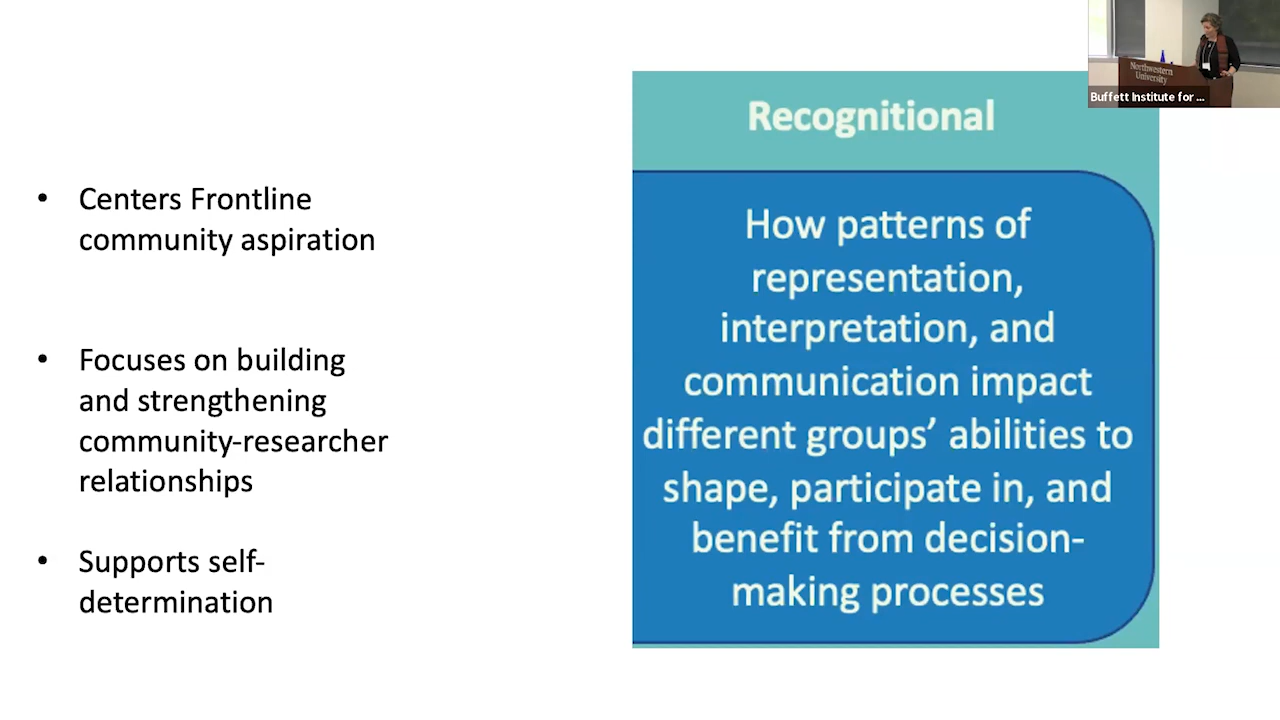 Northwestern
University
Buffett Institute for ...
Recognitional
• Centers Frontline
community aspiration
• Focuses on building
and strengthening
community-researcher
relationships
• Supports self-
determination
How patterns of
representation,
interpretation, and
communication impact
different groups’ abilities to
shape, participate in, and
benefit from decision-
making processes